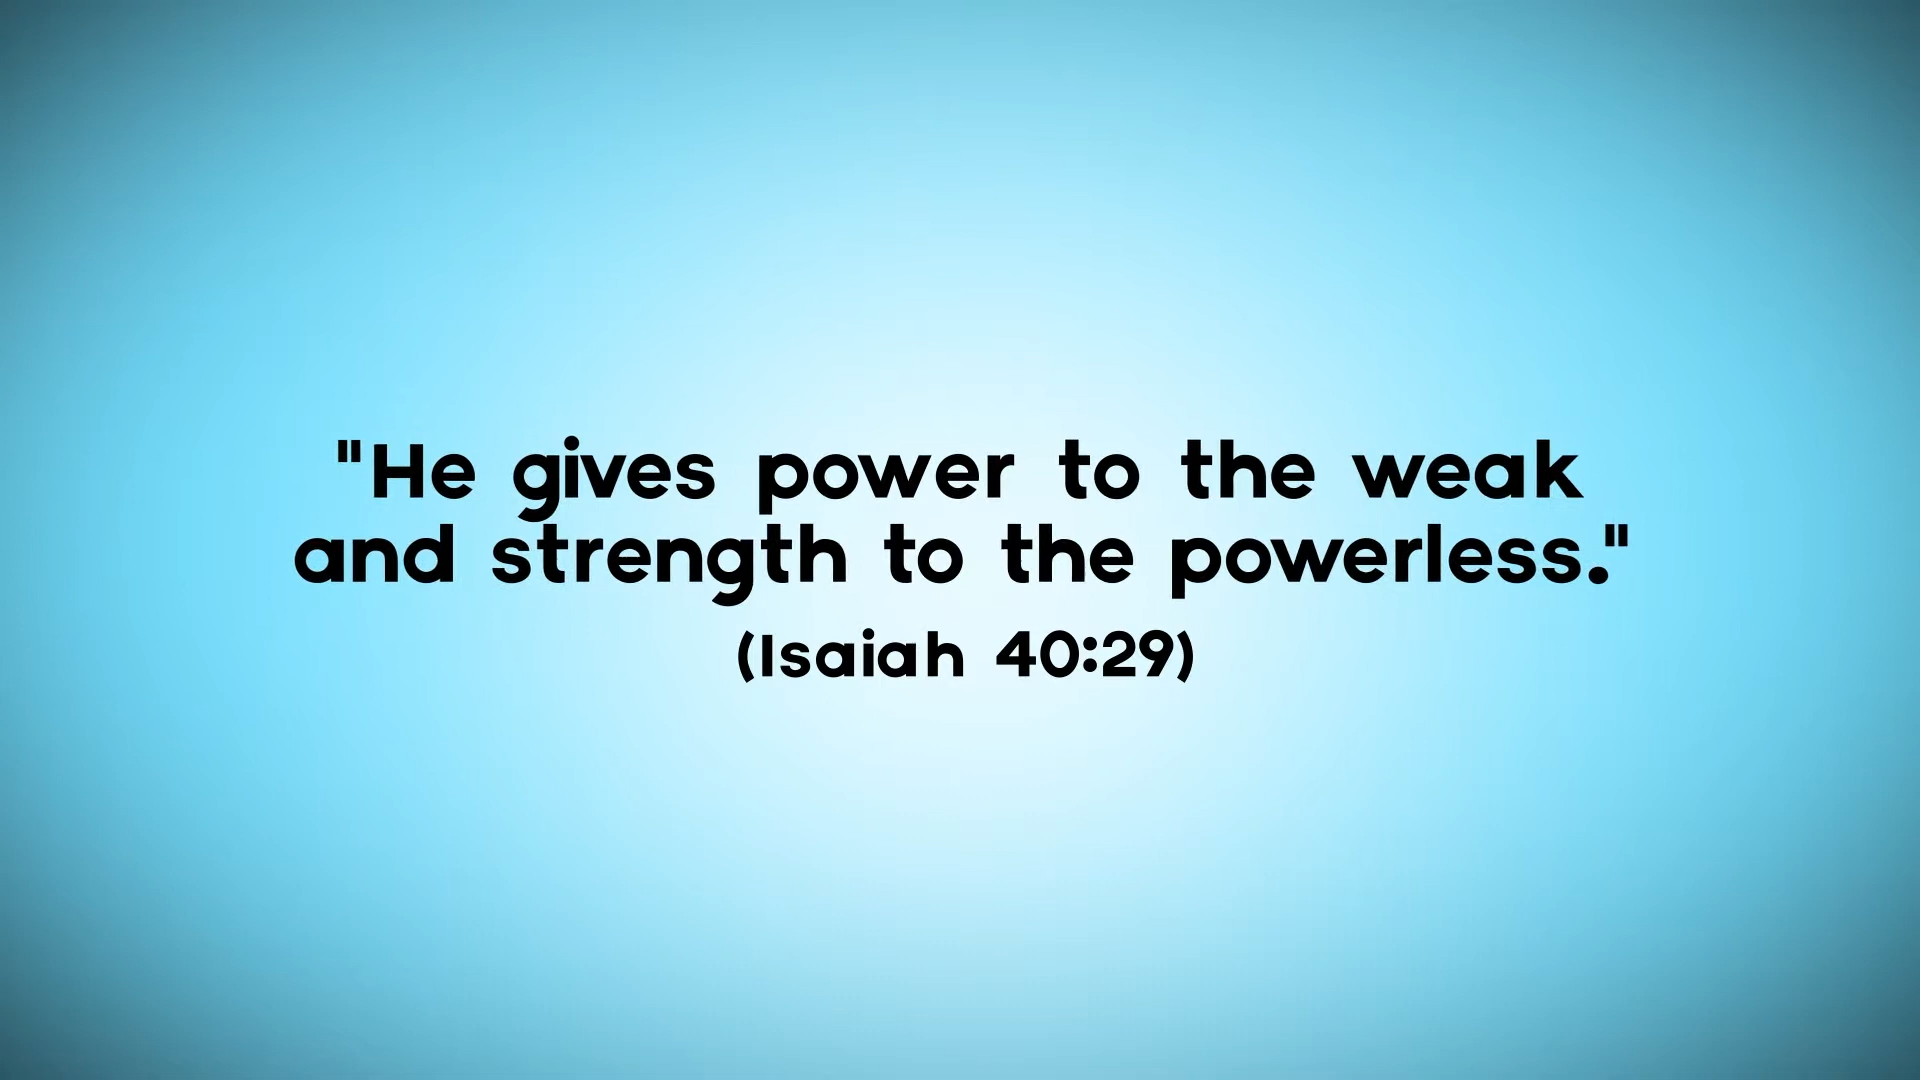 "He gives power to the weak
and strength to the powerless."
(Isaiah 40:29)